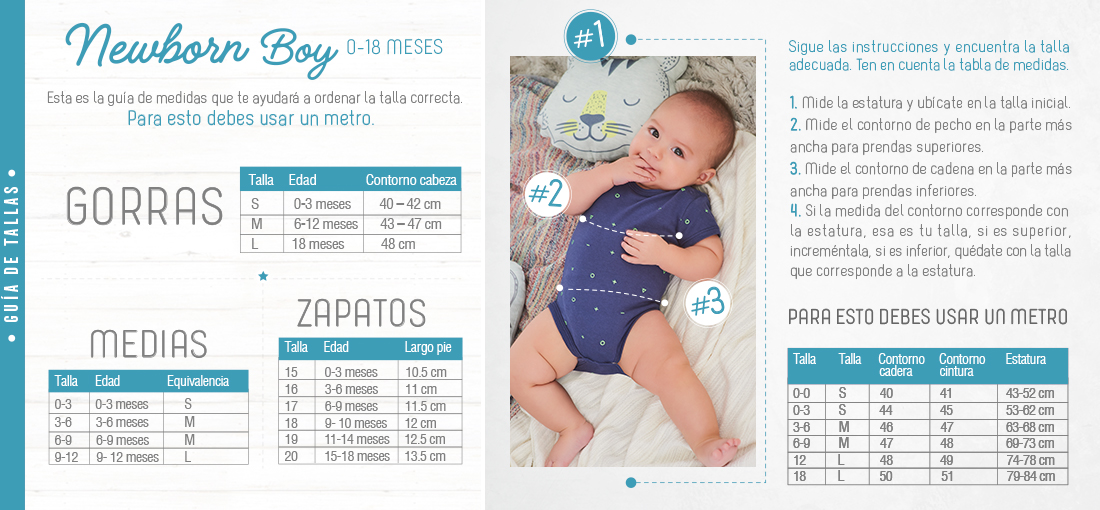 GUÍA DE TALLAS
Newborn Boy 0-18 MESES
Esta es la guía de medidas que te ayudará a ordenar la talla correcta.
Para esto debes usar un metro.
GORRAS
Talla Edad Contorno cabeza
S 0-3 meses 40 – 42 cm
M 6-12 meses 43 – 47 cm
L 18 meses 48 cm
MEDIAS
Talla Edad Equivalencia
0-3 0-3 meses S
3-6 3-6 meses M
6-9 6-9 meses M
9-12 9- 12 meses L
ZAPATOS
Talla Edad Largo pie
15 0-3 meses 10.5 cm
16 3-6 meses 11 cm
17 6-9 meses 11.5 cm
18 9- 10 meses 12 cm
19 11-14 meses 12.5 cm
20 15-18 meses 13.5 cm
#1
#2
#3
Sigue las instrucciones y encuentra la talla
adecuada. Ten en cuenta la tabla de medidas.
1. Mide la estatura y ubícate en la talla inicial.
2. Mide el contorno de pecho en la parte más
ancha para prendas superiores.
3. Mide el contorno de cadena en la parte más
ancha para prendas inferiores.
4. Si la medida del contorno corresponde con
la estatura, esa es tu talla, si es superior,
increméntala, si es inferior, quédate con la talla
que corresponde a la estatura.
PARA ESTO DEBES USAR UN METRO
Talla Talla Contorno cadera Contorno cintura Estatura
0-0 S 40 41 43-52 cm
0-3 S 44 45 53-62 cm
3-6 M 46 47 63-68 cm
6-9 M 47 48 69-73 cm
12 L 48 49 74-78 cm
18 L 50 51 79-84 cm